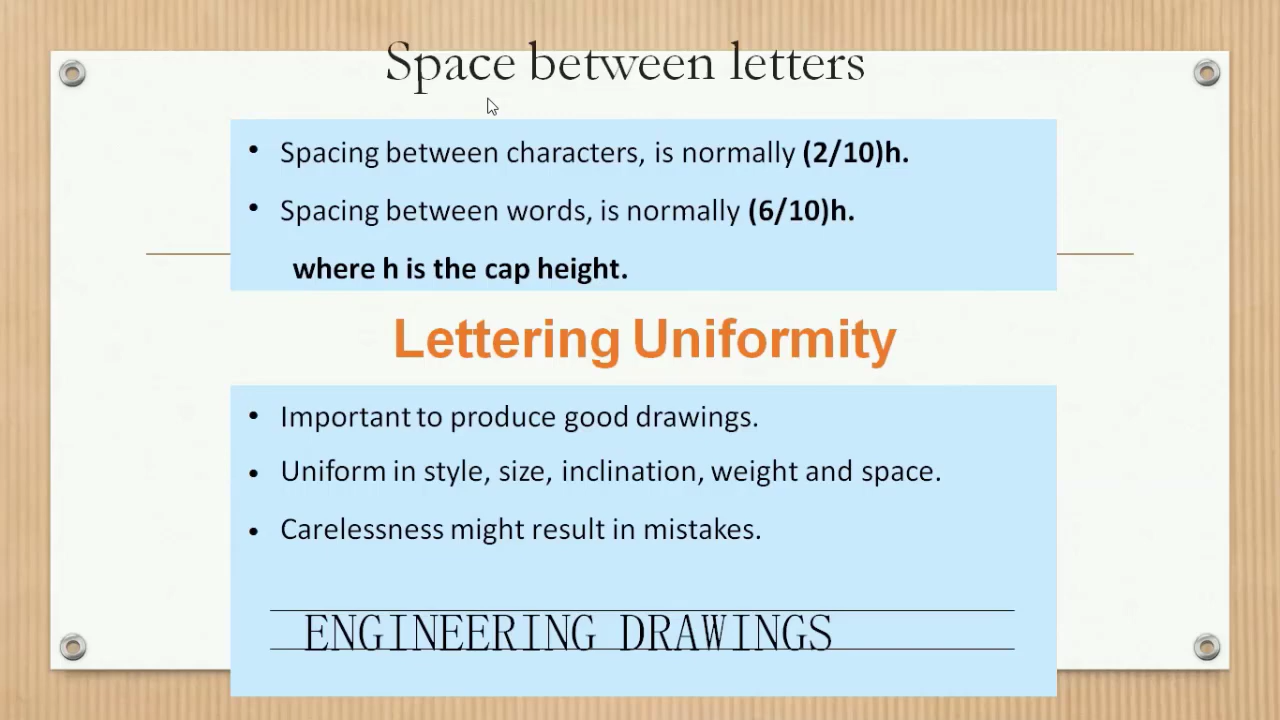 Space between letters
• Spacing between characters, is normally (2/10)h.
• Spacing between words, is normally (6/10)h.
where h is the cap height.
Lettering Uniformity
• Important to produce good drawings.
• Uniform in style, size, inclination, weight and space.
• Carelessness might result in mistakes.
ENGINEERING DRAWINGS